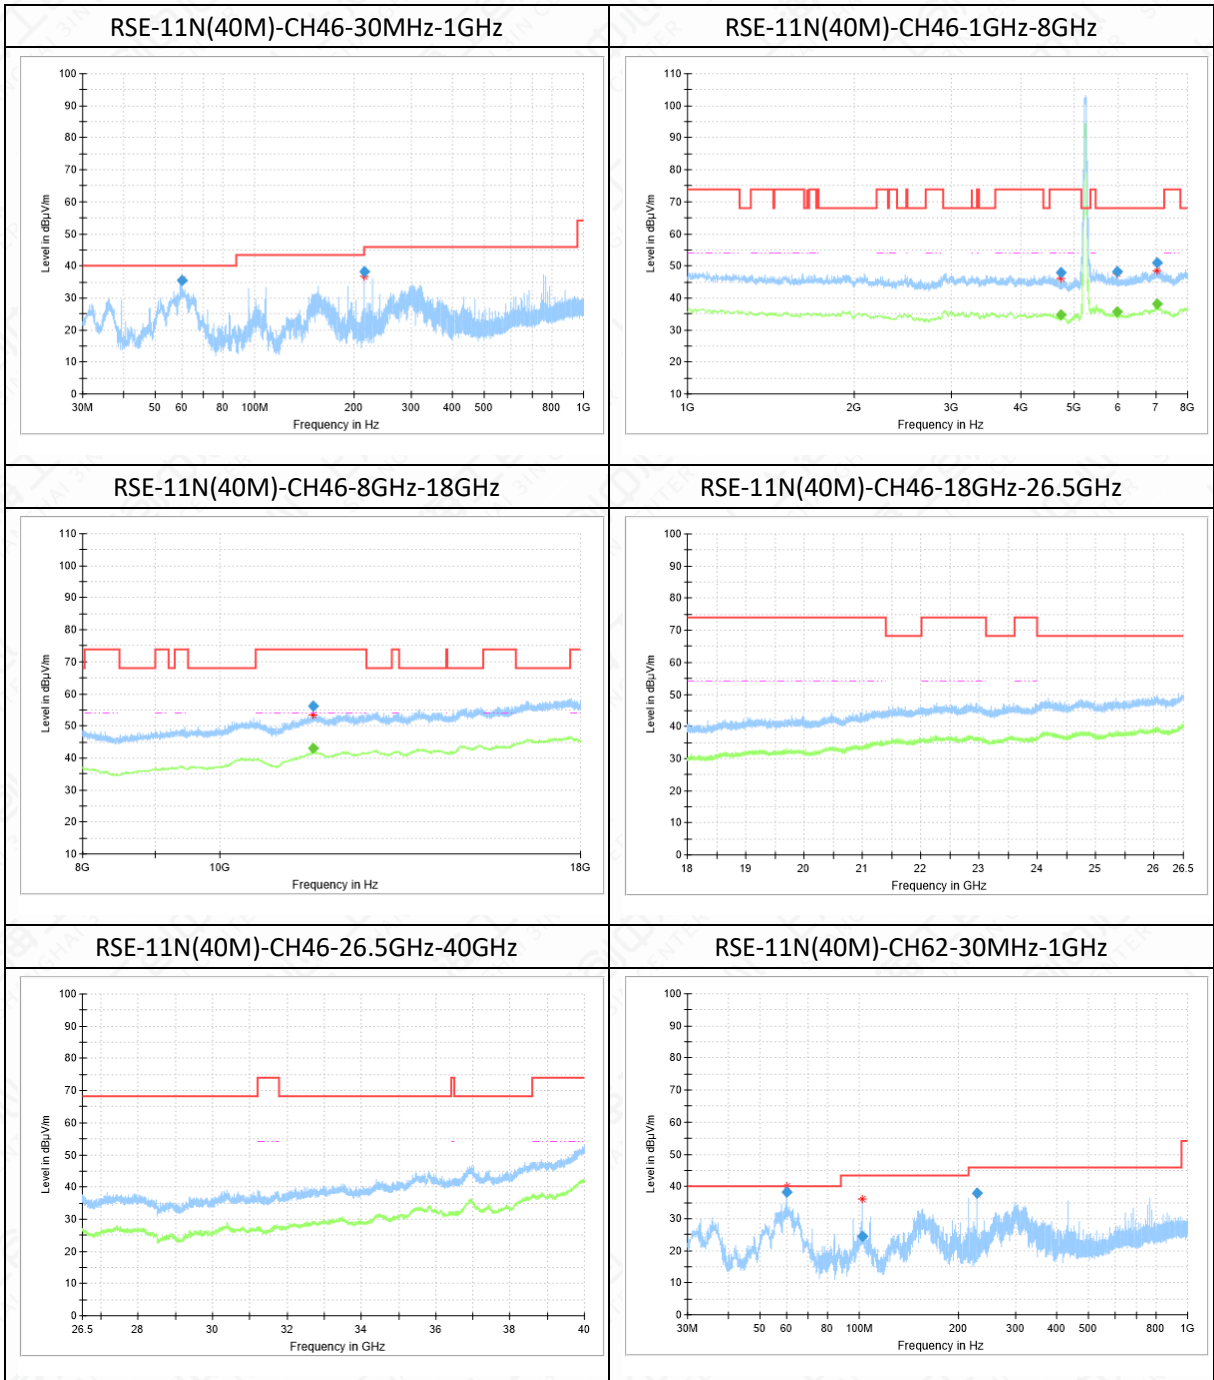 RSE-11N(40M)-CH46-30MHz-1GHz
RSE-11N(40M)-CH46-1GHz-8GHz
Level in dBµV/m
100
90
80
70
60
50
40
30
20
10
0
30M 50 60 80 100M 200 300 400 500 800 1G
Frequency in Hz
Level in dBµV/m
110
100
90
80
70
60
50
40
30
20
10
1G 2G 3G 4G 5G 6 7 8G
Frequency in Hz
RSE-11N(40M)-CH46-8GHz-18GHz
RSE-11N(40M)-CH46-18GHz-26.5GHz
Level in dBµV/m
110
100
90
80
70
60
50
40
30
20
10
8G 10G 18G
Frequency in Hz
Level in dBµV/m
100
90
80
70
60
50
40
30
20
10
0
18 19 20 21 22 23 24 25 26 26.5
Frequency in GHz
RSE-11N(40M)-CH46-26.5GHz-40GHz
RSE-11N(40M)-CH62-30MHz-1GHz
Level in dBµV/m
100
90
80
70
60
50
40
30
20
10
0
26.5 28 30 32 34 36 38 40
Frequency in GHz
Level in dBµV/m
100
90
80
70
60
50
40
30
20
10
0
30M 50 60 80 100M 200 300 400 500 800 1G
Frequency in Hz